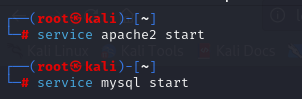 ┌──(root㉿kali)-[~]
└─# service apache2 start
┌──(root㉿kali)-[~]
└─# service mysql start